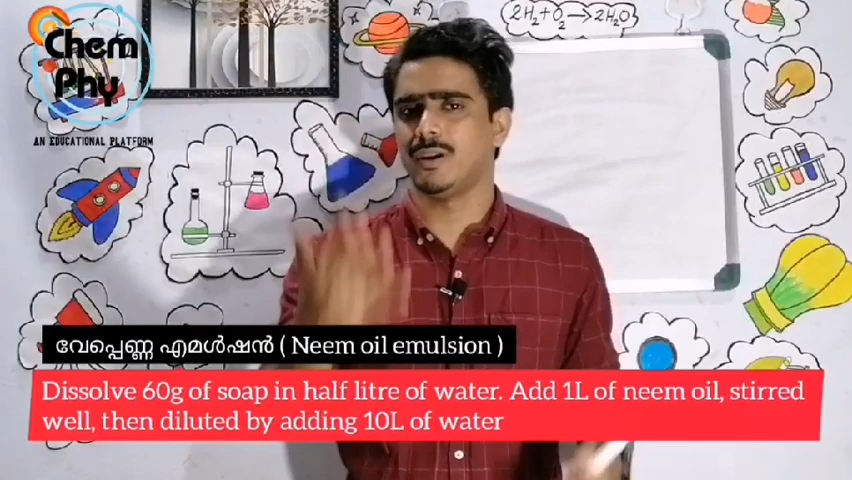 Chem
Phy
AN EDUCATIONAL PLATFORM
2H₂+O₂→2H₂O
വേപ്പെണ്ണ എമൾഷൻ ( Neem oil emulsion )
Dissolve 60g of soap in half litre of water. Add 1L of neem oil, stirred
well, then diluted by adding 10L of water